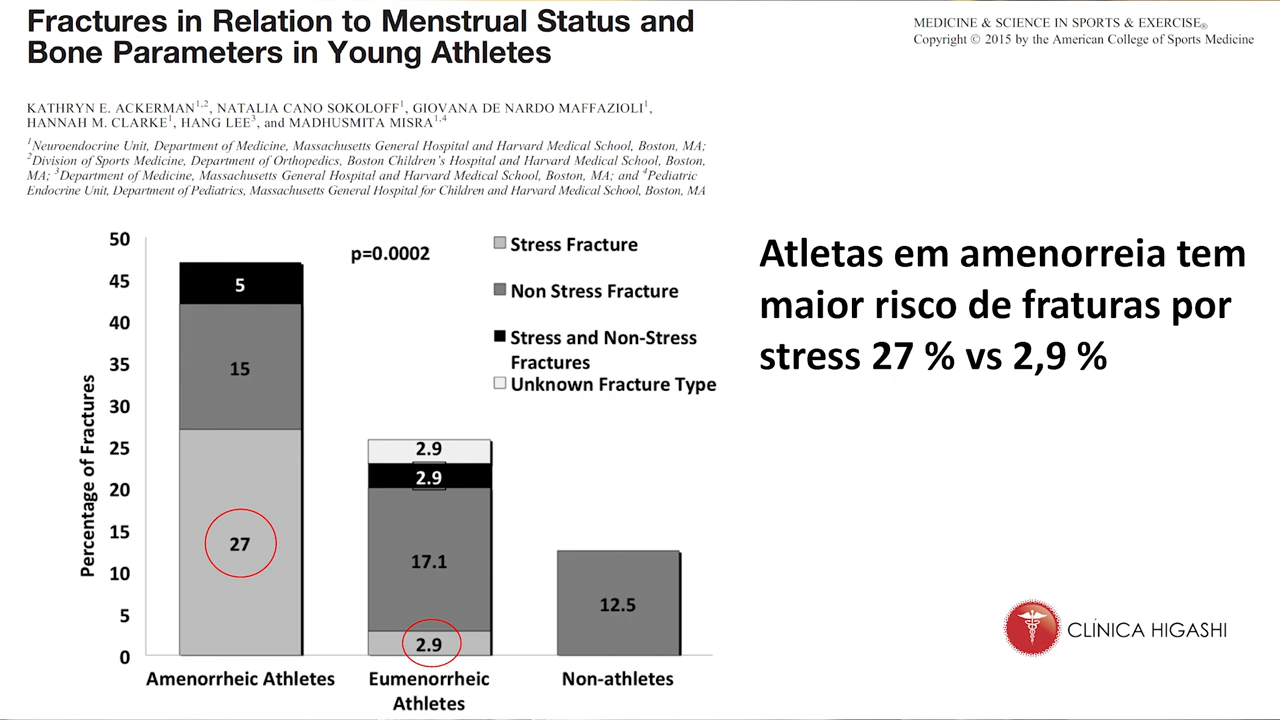 Fractures in Relation to Menstrual Status and
Bone Parameters in Young Athletes
MEDICINE & SCIENCE IN SPORTS & EXERCISE®
Copyright © 2015 by the American College of Sports Medicine
KATHRYN E. ACKERMAN1,2, NATALIA CANO SOKOLOFF1, GIOVANA DE NARDO MAFFAZIOLI1,
HANNAH M. CLARKE1, HANG LEE3, and MADHUSMITA MISRA1,4
1Neuroendocrine Unit, Department of Medicine, Massachusetts General Hospital and Harvard Medical School, Boston, MA;
2Division of Sports Medicine, Department of Orthopedics, Boston Children's Hospital and Harvard Medical School, Boston,
MA; 3Department of Medicine, Massachusetts General Hospital and Harvard Medical School, Boston, MA; and 4Pediatric
Endocrine Unit, Department of Pediatrics, Massachusetts General Hospital for Children and Harvard Medical School, Boston, MA
Percentage of Fractures
50
45
40
35
30
25
20
15
10
5
0
p=0.0002
Stress Fracture
Non Stress Fracture
Stress and Non-Stress
Fractures
Unknown Fracture Type
5
15
27
2.9
2.9
17.1
2.9
12.5
Amenorrheic Athletes
Eumenorrheic
Athletes
Non-athletes
Atletas em amenorreia tem
maior risco de fraturas por
stress 27 % vs 2,9 %
CLÍNICA HIGASHI